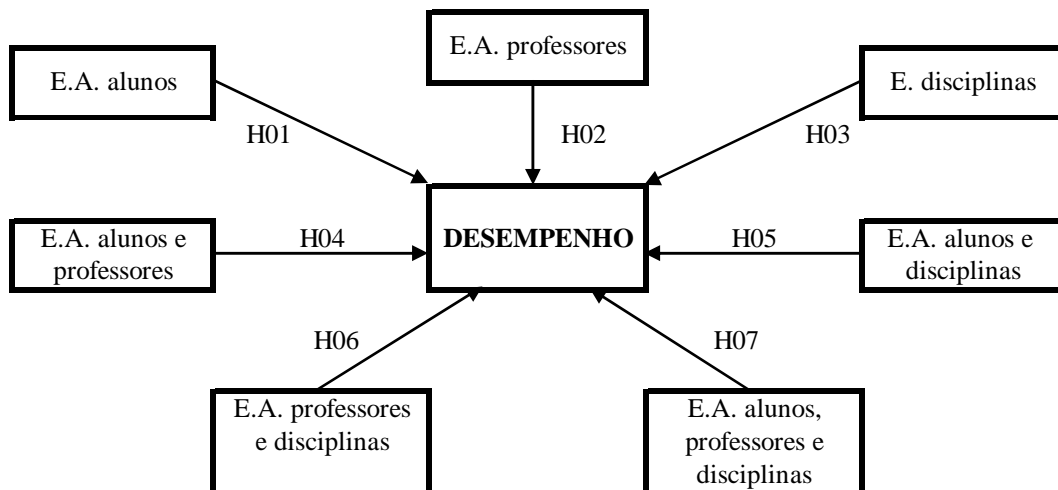 E.A. professores
E.A. alunos
E. disciplinas
H01
H02
H03
DESEMPENHO
E.A. alunos e
professores
H04
H05
E.A. alunos e
disciplinas
H06
H07
E.A. professores
e disciplinas
E.A. alunos,
professores e
disciplinas